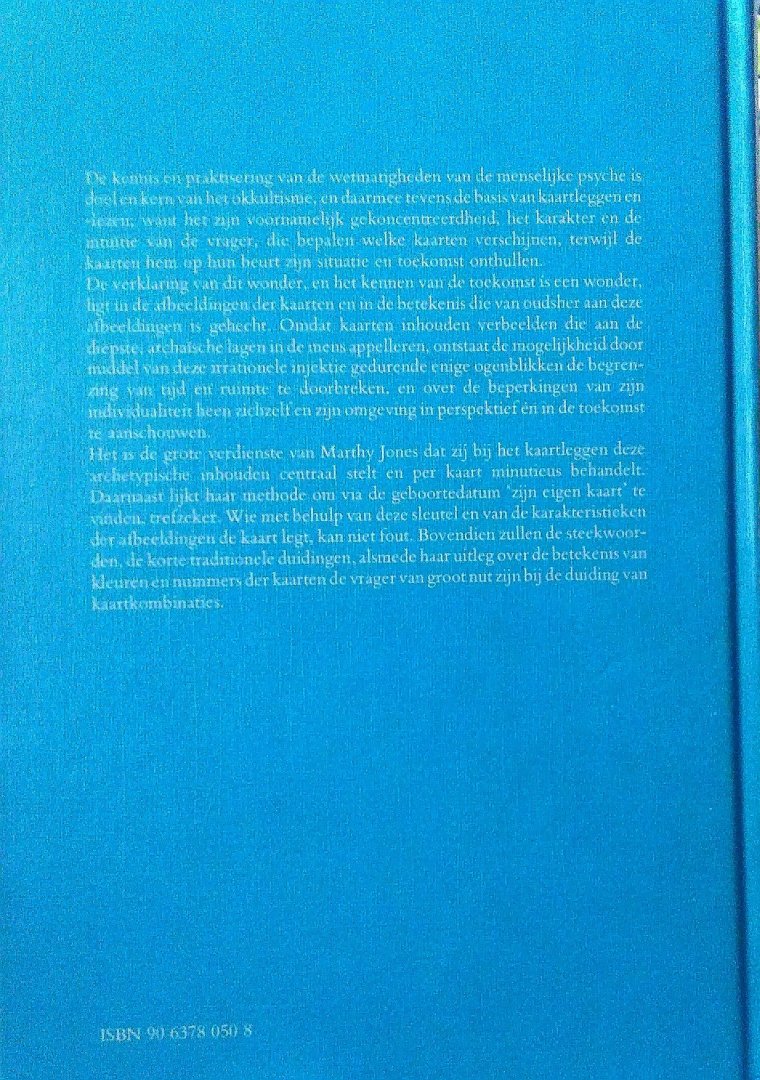 De kennis en praktisering van de wetmatigheden van de menselijke psyche is
doel en kern van het okkultisme, en daarmee tevens de basis van kaartleggen en
-lezen; want het zijn voornamelijk gekoncentreerdheid, het karakter en de
intuïtie van de vrager, die bepalen welke kaarten verschijnen, terwijl de
kaarten hem op hun beurt zijn situatie en toekomst onthullen.
De verklaring van dit wonder, en het kennen van de toekomst is een wonder,
ligt in de afbeeldingen der kaarten en in de betekenis die van oudsher aan deze
afbeeldingen is gehecht. Omdat kaarten inhouden verbeelden die aan de
diepste, archaïsche lagen in de mens appelleren, ontstaat de mogelijkheid door
middel van deze irrationele injektie gedurende enige ogenblikken de begren-
zing van tijd en ruimte te doorbreken, en over de beperkingen van zijn
individualiteit heen zichzelf en zijn omgeving in perspektief én in de toekomst
te aanschouwen.
Het is de grote verdienste van Marthy Jones dat zij bij het kaartleggen deze
archetypische inhouden centraal stelt en per kaart minutieus behandelt.
Daarnaast lijkt haar methode om via de geboortedatum 'zijn eigen kaart' te
vinden, trefzeker. Wie met behulp van deze sleutel en van de karakteristieken
der afbeeldingen de kaart legt, kan niet fout. Bovendien zullen de steekwoor-
den, de korte traditionele duidingen, alsmede haar uitleg over de betekenis van
kleuren en nummers der kaarten de vrager van groot nut zijn bij de duiding van
kaartkombinaties.
ISBN 90 6378 050 8